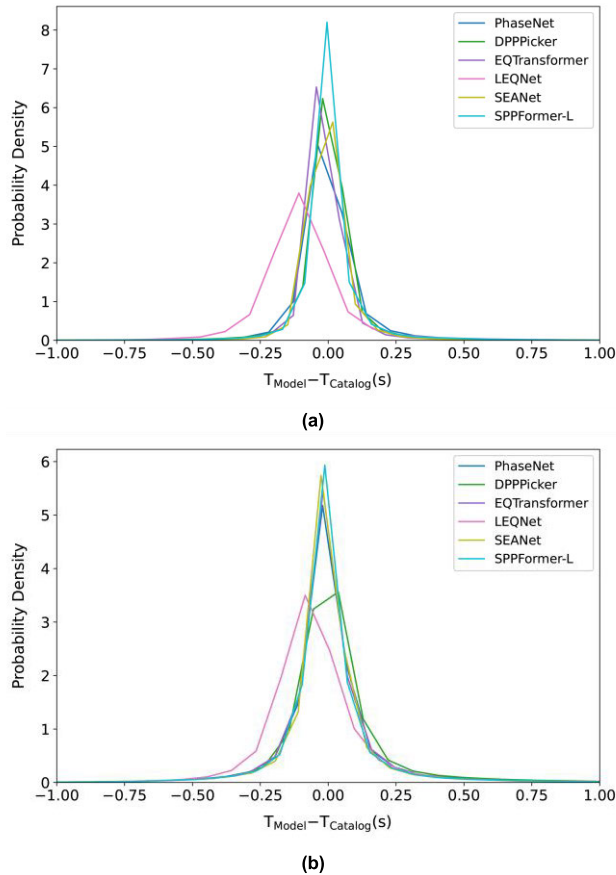 8
7
6
5
4
3
2
1
0
Probability Density
PhaseNet
DPPPicker
EQTransformer
LEQNet
SEANet
SPPFormer-L
−1.00 −0.75 −0.50 −0.25 0.00 0.25 0.50 0.75 1.00
TModel−TCatalog(s)
(a)
6
5
4
3
2
1
0
Probability Density
PhaseNet
DPPPicker
EQTransformer
LEQNet
SEANet
SPPFormer-L
−1.00 −0.75 −0.50 −0.25 0.00 0.25 0.50 0.75 1.00
TModel−TCatalog(s)
(b)